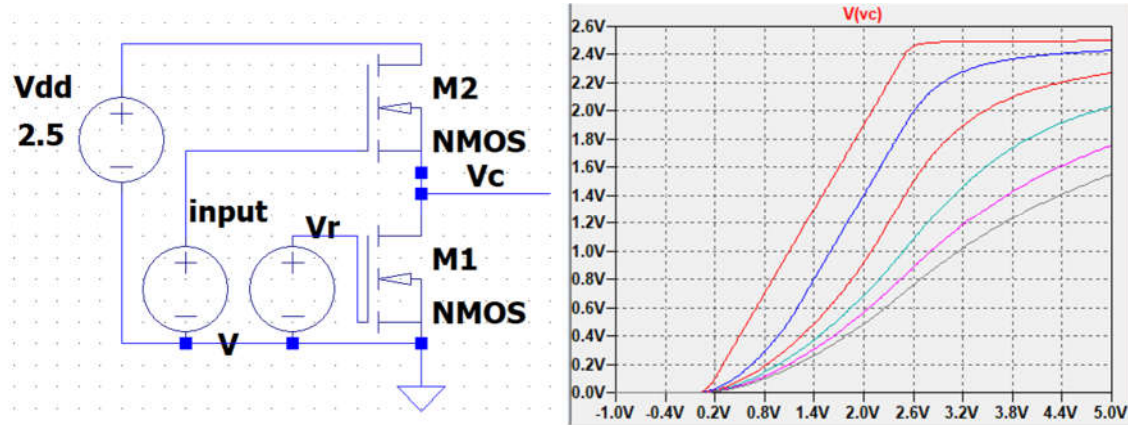 Vdd
2.5
M2
NMOS
Vc
input
Vr
M1
NMOS
V
V(vc)
2.6V
2.4V
2.2V
2.0V
1.8V
1.6V
1.4V
1.2V
1.0V
0.8V
0.6V
0.4V
0.2V
0.0V
-1.0V -0.4V 0.2V 0.8V 1.4V 2.0V 2.6V 3.2V 3.8V 4.4V 5.0V